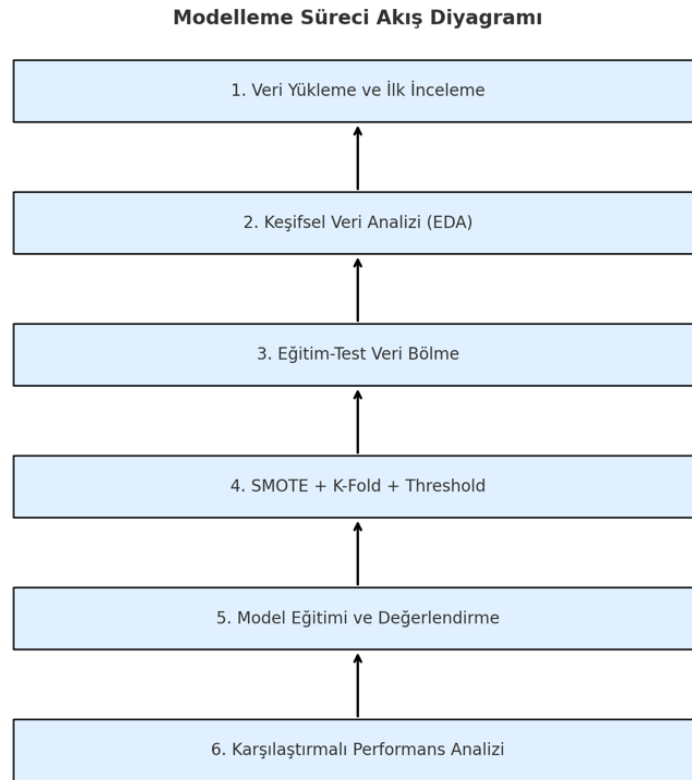 Modelleme Süreci Akış Diyagramı
1. Veri Yükleme ve İlk İnceleme
2. Keşifsel Veri Analizi (EDA)
3. Eğitim-Test Veri Bölme
4. SMOTE + K-Fold + Threshold
5. Model Eğitimi ve Değerlendirme
6. Karşılaştırmalı Performans Analizi